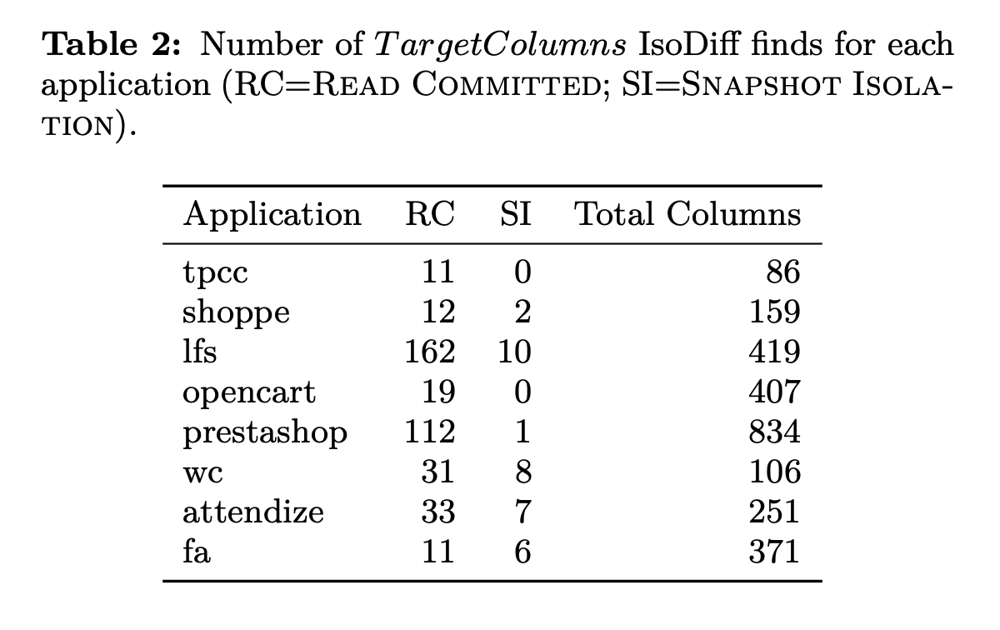 Table 2: Number of TargetColumns IsoDiff finds for each
application (RC=READ COMMITTED; SI=SNAPSHOT ISOLA-
TION).
Application RC SI Total Columns
tpcc 11 0 86
shoppe 12 2 159
lfs 162 10 419
opencart 19 0 407
prestashop 112 1 834
wc 31 8 106
attendize 33 7 251
fa 11 6 371